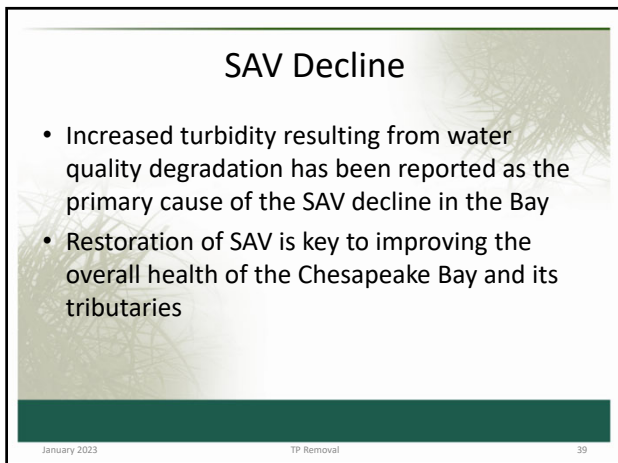 SAV Decline
• Increased turbidity resulting from water
quality degradation has been reported as the
primary cause of the SAV decline in the Bay
• Restoration of SAV is key to improving the
overall health of the Chesapeake Bay and its
tributaries
January 2023 TP Removal 39